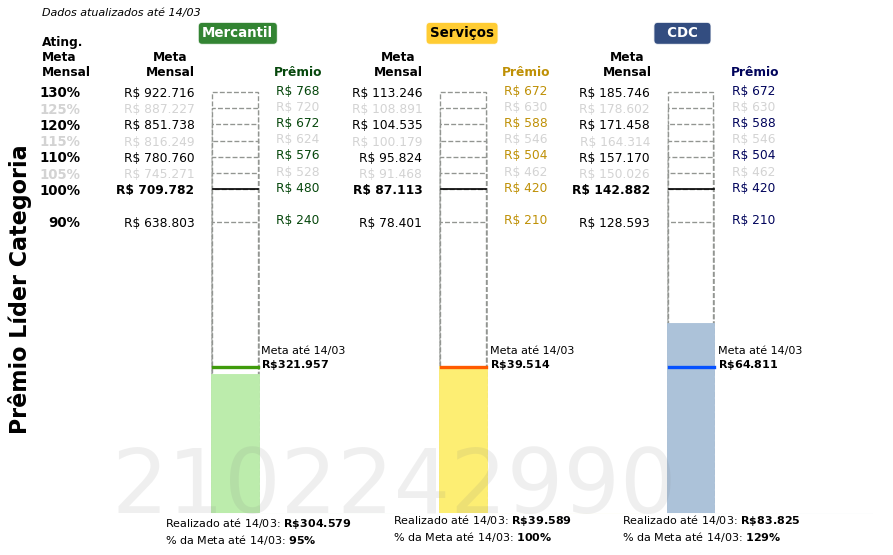 Dados atualizados até 14/03
Mercantil Serviços CDC
Ating.
Meta Meta Meta Meta
Mensal Mensal Prêmio Mensal Prêmio Mensal Prêmio
130% R$ 922.716 R$ 768 R$ 113.246 R$ 672 R$ 185.746 R$ 672
125% R$ 887.227 R$ 720 R$ 108.891 R$ 630 R$ 178.602 R$ 630
120% R$ 851.738 R$ 672 R$ 104.535 R$ 588 R$ 171.458 R$ 588
115% R$ 816.249 R$ 624 R$ 100.179 R$ 546 R$ 164.314 R$ 546
110% R$ 780.760 R$ 576 R$ 95.824 R$ 504 R$ 157.170 R$ 504
105% R$ 745.271 R$ 528 R$ 91.468 R$ 462 R$ 150.026 R$ 462
100% R$ 709.782 R$ 480 R$ 87.113 R$ 420 R$ 142.882 R$ 420
90% R$ 638.803 R$ 240 R$ 78.401 R$ 210 R$ 128.593 R$ 210
Prêmio Líder Categoria
Meta até 14/03 Meta até 14/03 Meta até 14/03
R$321.957 R$39.514 R$64.811
2102242990
Realizado até 14/03: R$304.579 Realizado até 14/03: R$39.589 Realizado até 14/03: R$83.825
% da Meta até 14/03: 95% % da Meta até 14/03: 100% % da Meta até 14/03: 129%